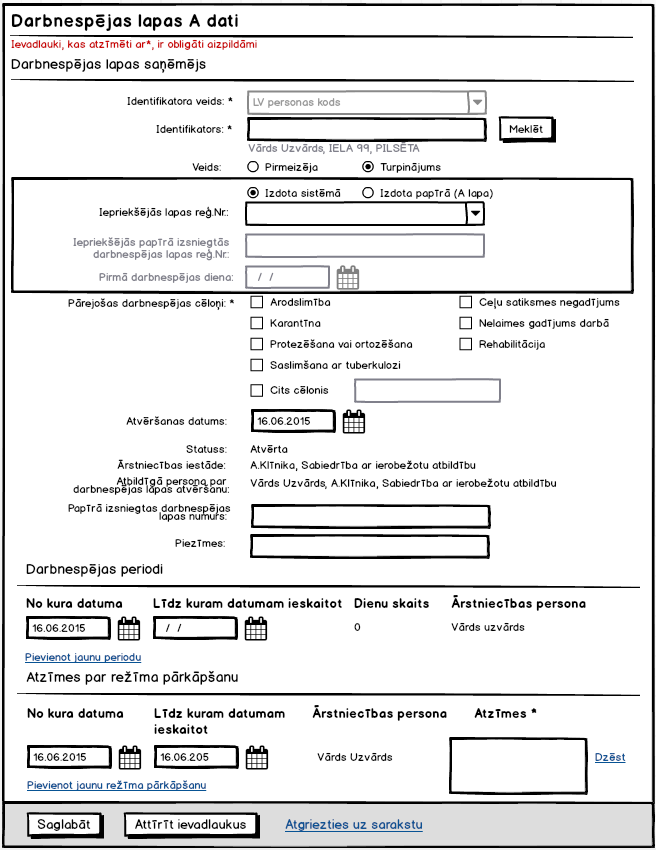 Darbnespējas lapas A dati
Ievadlauki, kas atzīmēti ar*, ir obligāti aizpildāmi
Darbnespējas lapas saņēmējs
Identifikatora veids: * LV personas kods
Identifikators: * Meklēt
Vārds Uzvārds, IELA 99, PILSĒTA
Veids: Pirmeizēja Turpinājums
Izdota sistēmā Izdota papīrā (A lapa)
Iepriekšējās lapas reģ.Nr.:
Iepriekšējās papīrā izsniegtās
darbnespējas lapas reģ.Nr:
Pirmā darbnespējas diena: / /
Pārejošas darbnespējas cēloņi: * Arodslimība Ceļu satiksmes negadījums
Karantīna Nelaimes gadījums darbā
Protezēšana vai ortozēšana Rehabilitācija
Saslimšana ar tuberkulozi
Cits cēlonis
Atvēršanas datums: 16.06.2015
Statuss: Atvērta
Ārstniecības iestāde: A.Klīnika, Sabiedrība ar ierobežotu atbildību
Atbildīgā persona par
darbnespējas lapas atvēršanu: Vārds Uzvārds, A.Klīnika, Sabiedrība ar ierobežotu atbildību
Papīrā izsniegtas darbnespējas
lapas numurs:
Piezīmes:
Darbnespējas periodi
No kura datuma Līdz kuram datumam ieskaitot Dienu skaits Ārstniecības persona
16.06.2015 / / 0 Vārds uzvārds
Pievienot jaunu periodu
Atzīmes par režīma pārkāpšanu
No kura datuma Līdz kuram datumam Ārstniecības persona Atzīmes *
ieskaitot
16.06.2015 16.06.205 Vārds Uzvārds Dzēst
Pievienot jaunu režīma pārkāpšanu
Saglabāt Attīrīt ievadlaukus Atgriezties uz sarakstu